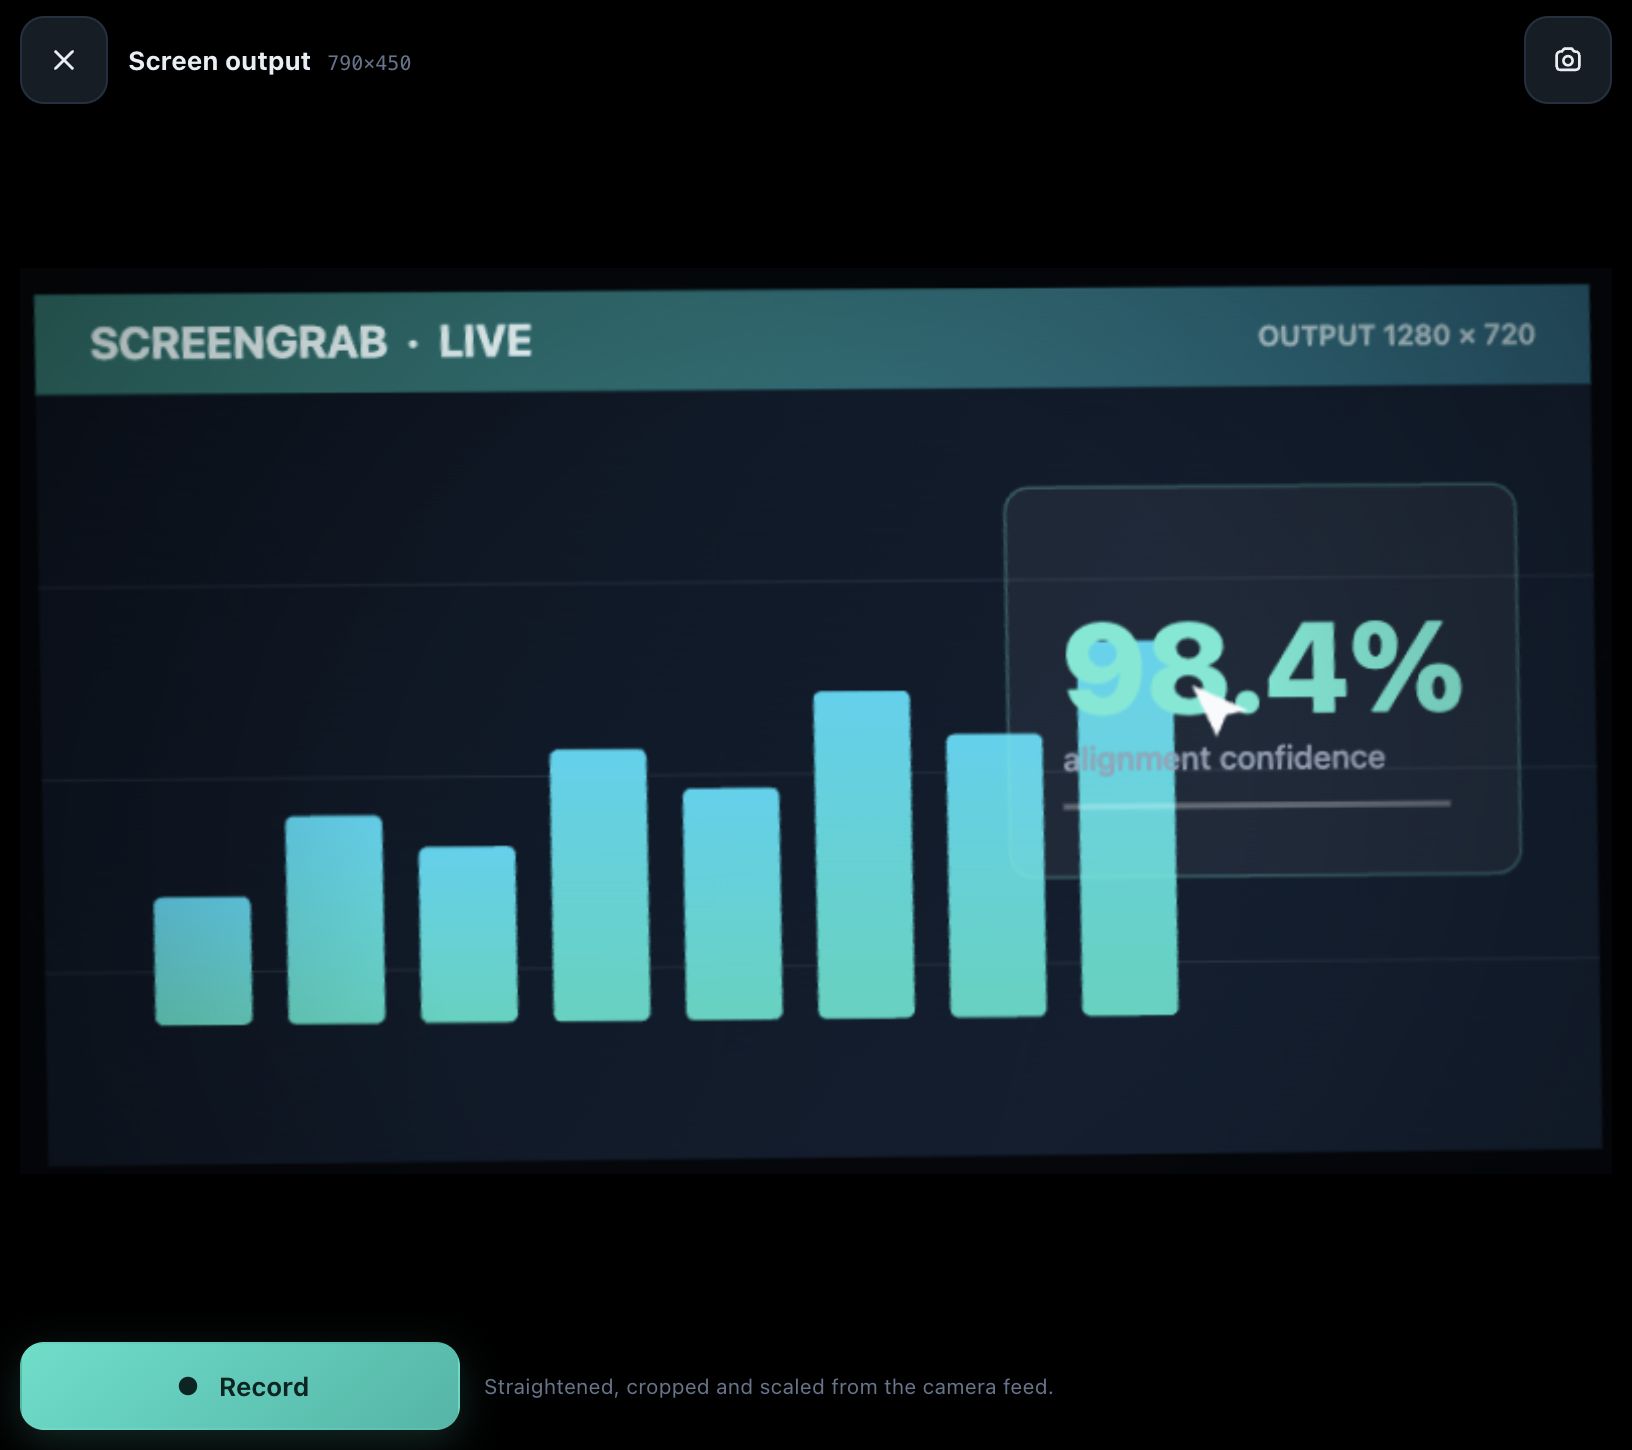 Screen output 790×450
SCREENGRAB · LIVE
OUTPUT 1280 × 720
98.4%
alignment confidence
Record
Straightened, cropped and scaled from the camera feed.